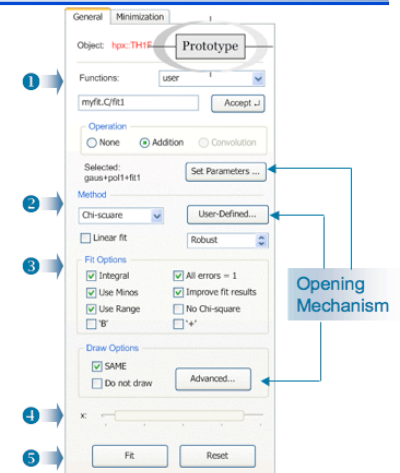 General Minimization
Object: hpx::TH1F Prototype
1 Functions: user
myfit.C/fit1 Accept
Operation
None Addition Convolution
Selected:
gaus+pol1+fit1 Set Parameters ...
2 Method
Chi-scuare User-Defined...
Linear fit Robust
3 Fit Options
Integral All errors = 1
Use Minos Improve fit results
Use Range No Chi-square
'B' '+'
Opening
Mechanism
Draw Options
SAME
Do not draw Advanced...
4 x:
5 Fit Reset